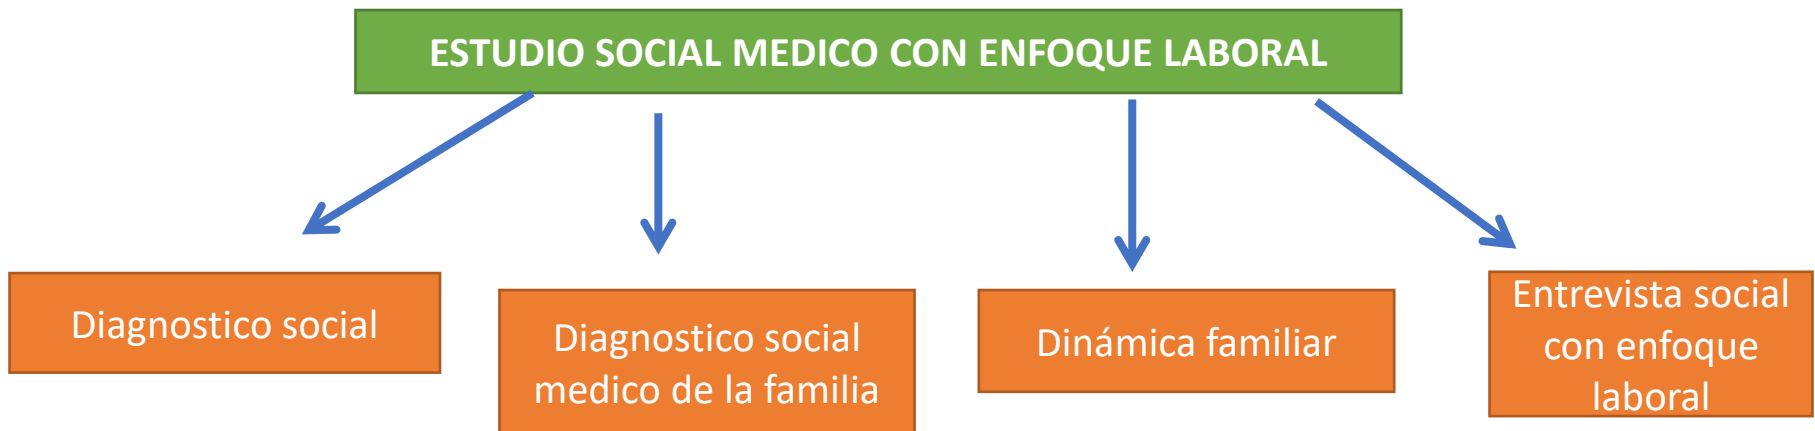 ESTUDIO SOCIAL MEDICO CON ENFOQUE LABORAL
Diagnostico social
Diagnostico social
medico de la familia
Dinámica familiar
Entrevista social
con enfoque
laboral